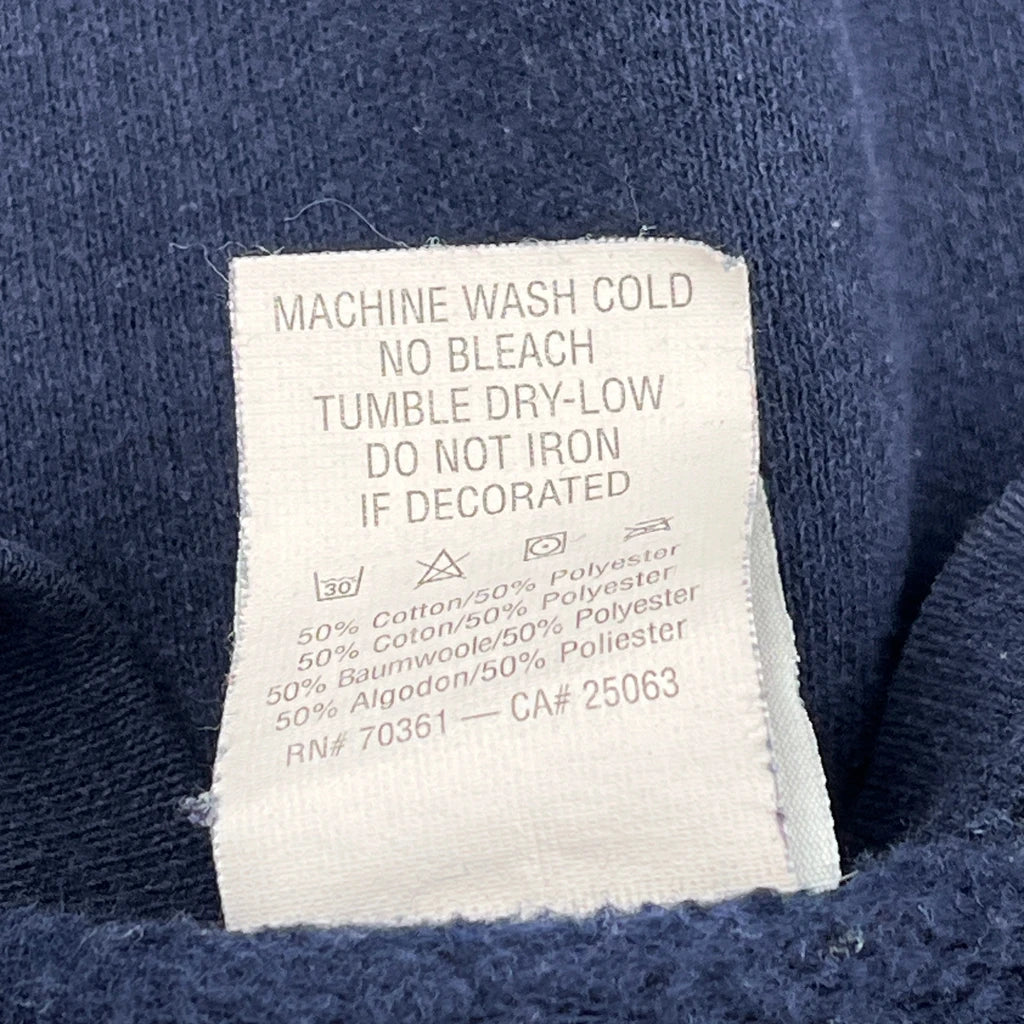 MACHINE WASH COLD
NO BLEACH
TUMBLE DRY-LOW
DO NOT IRON
IF DECORATED
30
50% Cotton/50% Polyester
50% Coton/50% Polyester
50% Baumwoole/50% Polyester
50% Algodon/50% Poliester
RN# 70361 — CA# 25063